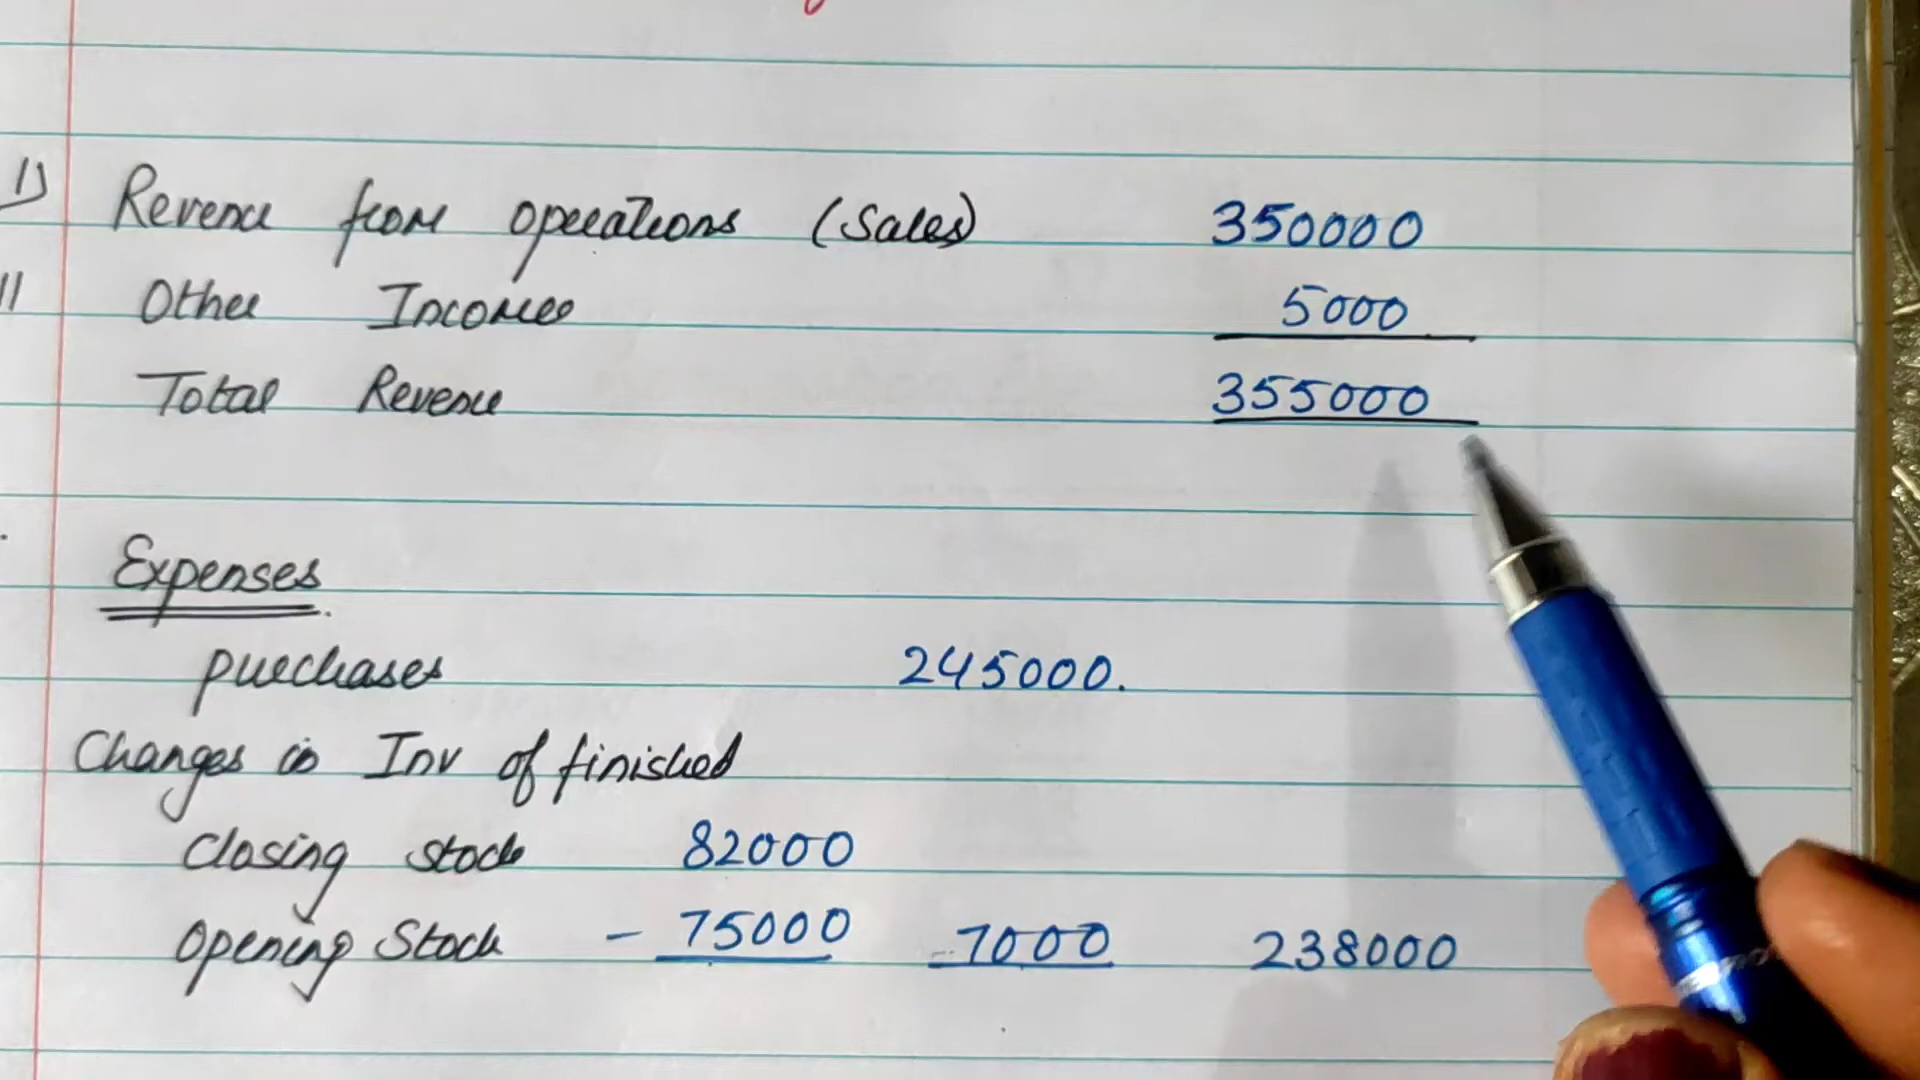 I) Revenue from operations (Sales) 350000
II Other Incomes 5000
Total Revenue 355000
Expenses
purchases 245000.
Changes in Inv of finished
Closing stock 82000
Opening Stock - 75000 7000 238000